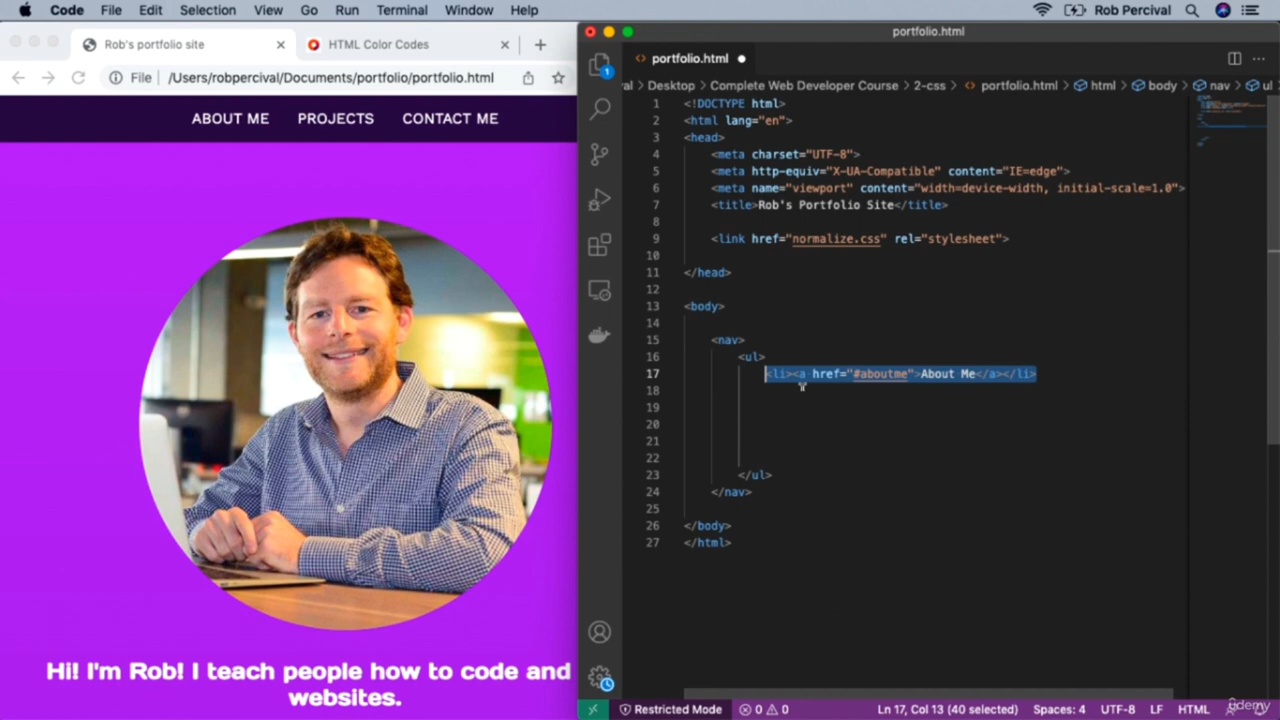 Code File Edit Selection View Go Run Terminal Window Help Rob Percival
Rob's portfolio site
HTML Color Codes
File /Users/robpercival/Documents/portfolio/portfolio.html
ABOUT ME PROJECTS CONTACT ME
Hi! I'm Rob! I teach people how to code and
websites.
portfolio.html
portfolio.html
1
val > Desktop > Complete Web Developer Course > 2-css > portfolio.html > html > body > nav > ul
1 <!DOCTYPE html>
2 <html lang="en">
3 <head>
4 <meta charset="UTF-8">
5 <meta http-equiv="X-UA-Compatible" content="IE=edge">
6 <meta name="viewport" content="width=device-width, initial-scale=1.0">
7 <title>Rob's Portfolio Site</title>
8
9 <link href="normalize.css" rel="stylesheet">
10
11 </head>
12
13 <body>
14
15 <nav>
16 <ul>
17 <li><a href="#aboutme">About Me</a></li>
18
19
20
21
22
23 </ul>
24 </nav>
25
26 </body>
27 </html>
Restricted Mode 0 0 Ln 17, Col 13 (40 selected) Spaces: 4 UTF-8 LF HTML
ûdemy